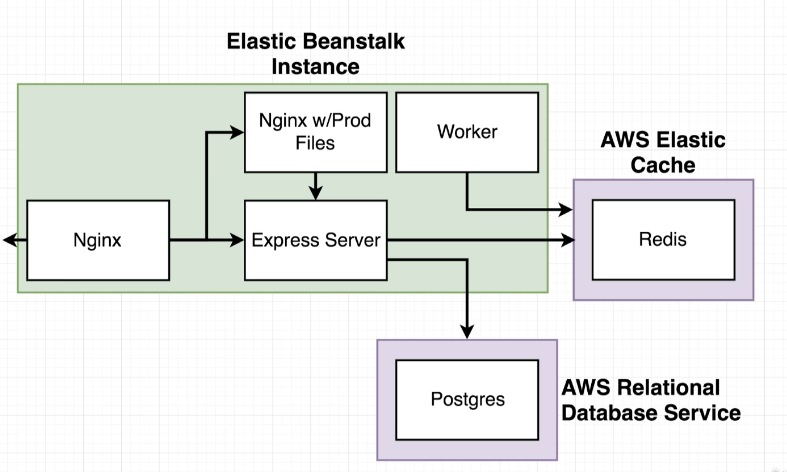 Elastic Beanstalk
Instance
Nginx w/Prod
Files
Worker
AWS Elastic
Cache
Nginx
Express Server
Redis
Postgres
AWS Relational
Database Service